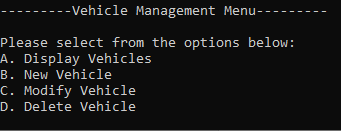 ---------Vehicle Management Menu---------
Please select from the options below:
A. Display Vehicles
B. New Vehicle
C. Modify Vehicle
D. Delete Vehicle